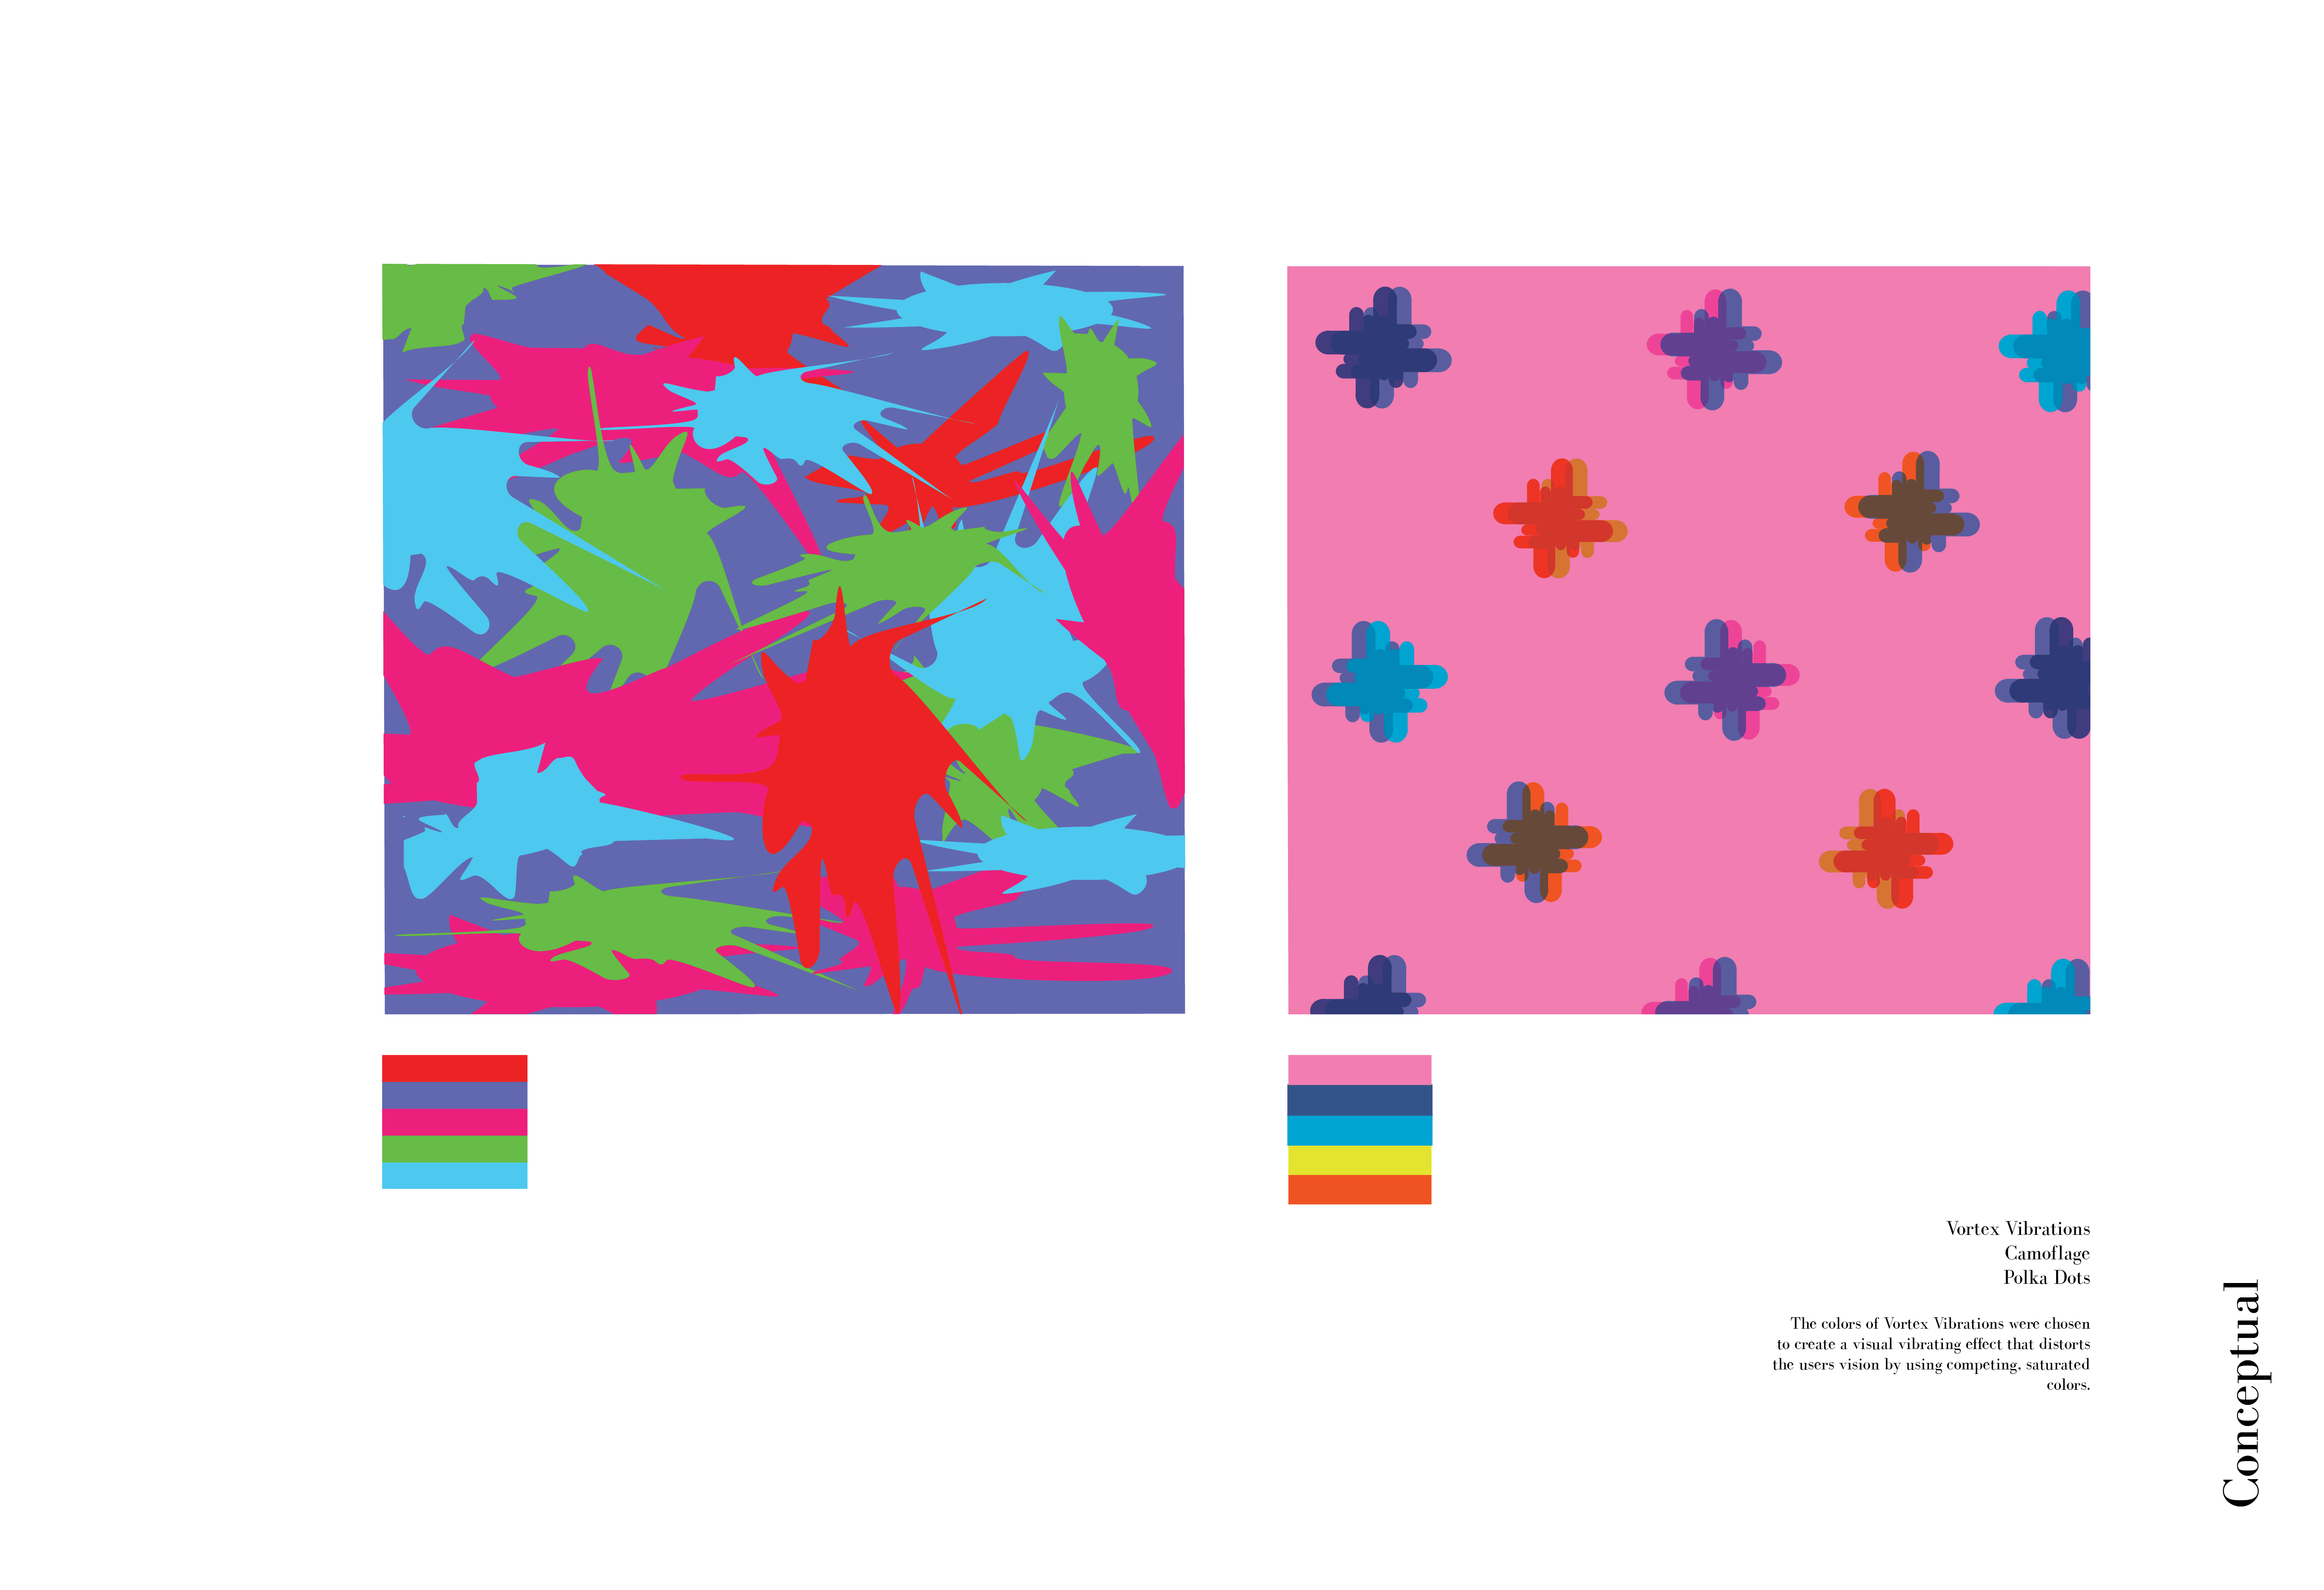 Vortex Vibrations
Camoflage
Polka Dots
The colors of Vortex Vibrations were chosen
to create a visual vibrating effect that distorts
the users vision by using competing, saturated
colors.
Conceptual